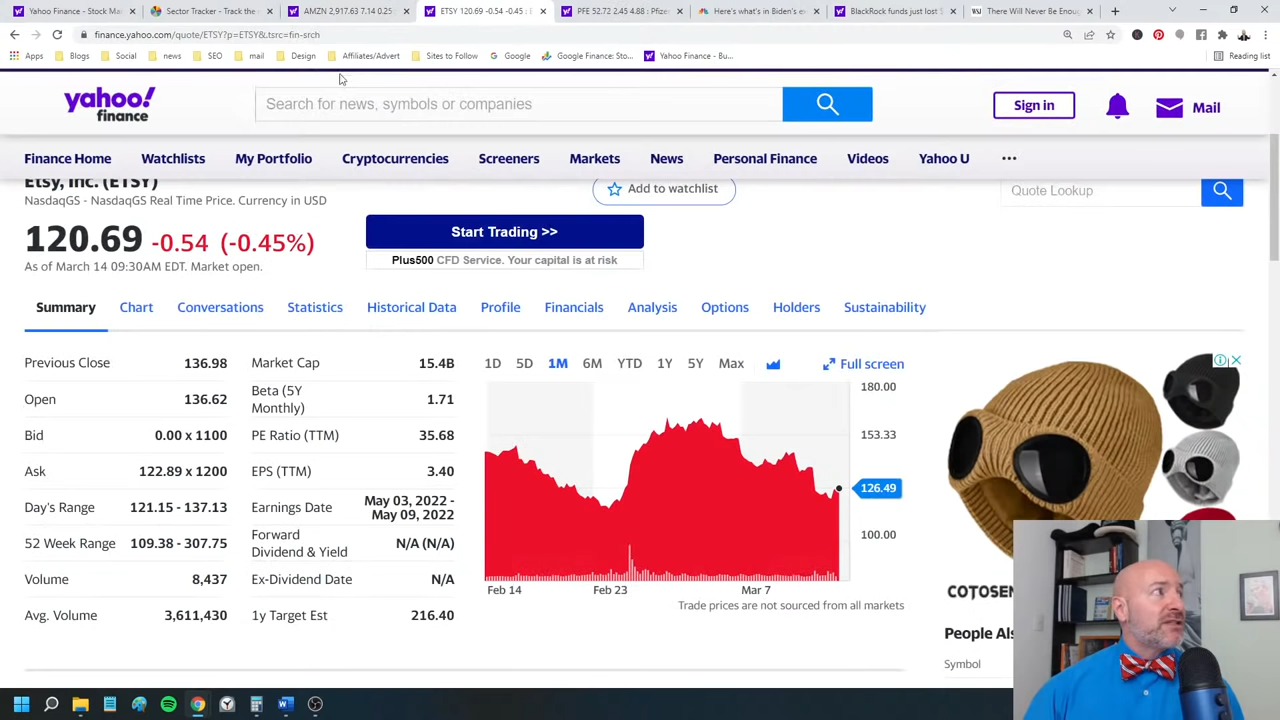 Yahoo Finance - Stock Mark
Sector Tracker - Track the
AMZN 2,917.63 7.14 0.25
ETSY 120.69 -0.54 -0.45
PFE 52.72 2.45 4.88 : Pfizer
Here's what's in Biden's ex
BlackRock funds just lost
There Will Never Be Enou
finance.yahoo.com/quote/ETSY?p=ETSY&.tsrc=fin-srch
Apps
Blogs
Social
news
SEO
mail
Design
Affiliates/Advert
Sites to Follow
Google
Google Finance: Sto...
Yahoo Finance - Bu...
Reading list
yahoo!
finance
Search for news, symbols or companies
Sign in
Mail
Finance Home
Watchlists
My Portfolio
Cryptocurrencies
Screeners
Markets
News
Personal Finance
Videos
Yahoo U
Etsy, Inc. (ETSY)
NasdaqGS - NasdaqGS Real Time Price. Currency in USD
Add to watchlist
Quote Lookup
120.69 -0.54 (-0.45%)
As of March 14 09:30AM EDT. Market open.
Start Trading >>
Plus500 CFD Service. Your capital is at risk
Summary
Chart
Conversations
Statistics
Historical Data
Profile
Financials
Analysis
Options
Holders
Sustainability
Previous Close 136.98
Open 136.62
Bid 0.00 x 1100
Ask 122.89 x 1200
Day's Range 121.15 - 137.13
52 Week Range 109.38 - 307.75
Volume 8,437
Avg. Volume 3,611,430
Market Cap 15.4B
Beta (5Y
Monthly) 1.71
PE Ratio (TTM) 35.68
EPS (TTM) 3.40
Earnings Date May 03, 2022 -
May 09, 2022
Forward
Dividend & Yield N/A (N/A)
Ex-Dividend Date N/A
1y Target Est 216.40
1D 5D 1M 6M YTD 1Y 5Y Max
Full screen
180.00
153.33
126.49
100.00
Feb 14
Feb 23
Mar 7
Trade prices are not sourced from all markets
COTOSEN
People Als
Symbol